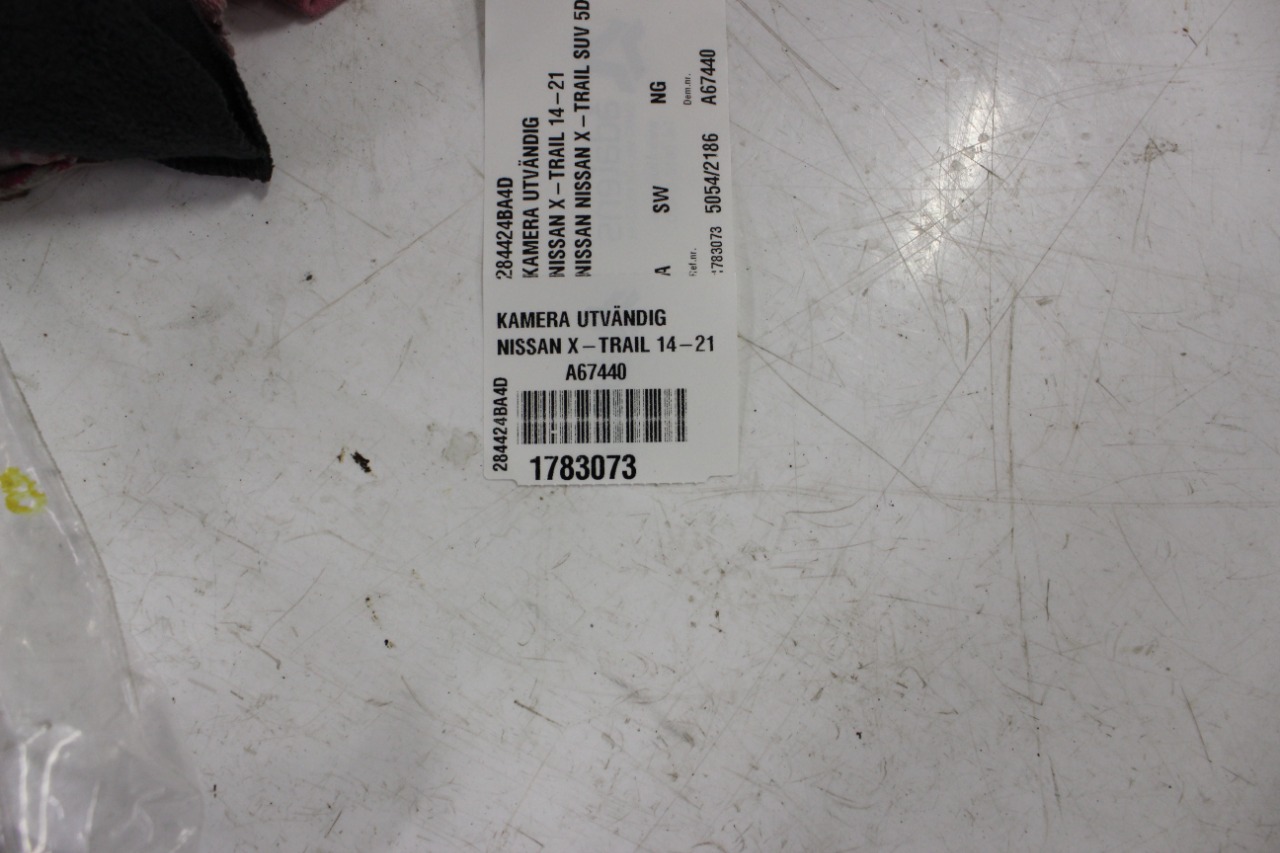 284424BA4D
KAMERA UTVÄNDIG
NISSAN X-TRAIL 14-21
NISSAN NISSAN X-TRAIL SUV 5D
A SW NG
Ref.nr. Dem.nr.
1783073 5054/2186 A67440
KAMERA UTVÄNDIG
NISSAN X-TRAIL 14-21
A67440
284424BA4D
1783073